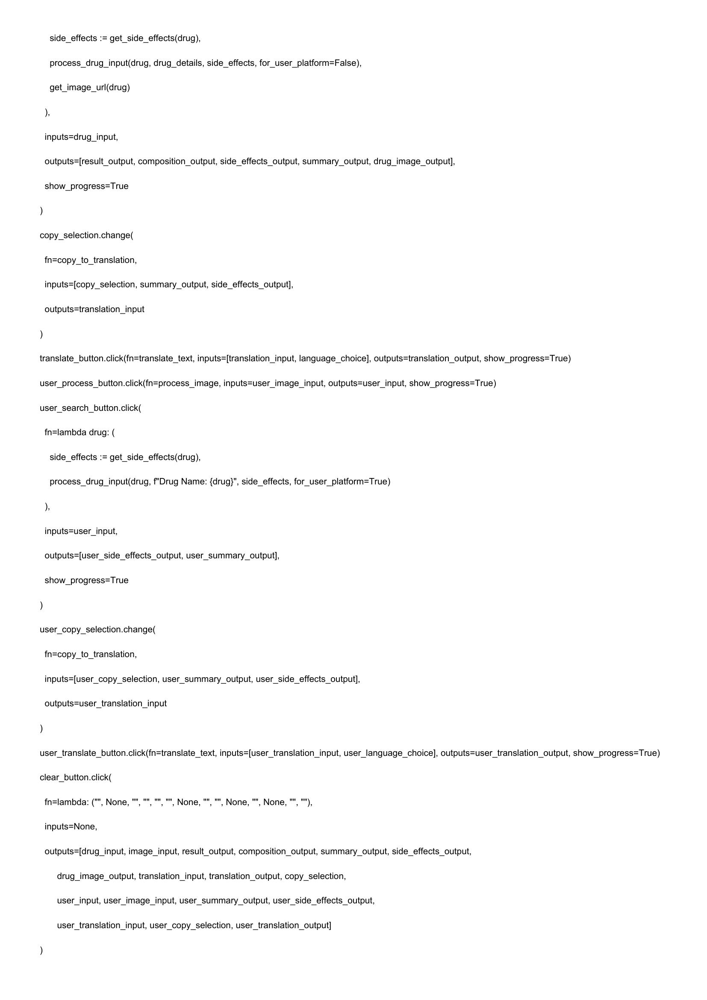 side_effects := get_side_effects(drug),
process_drug_input(drug, drug_details, side_effects, for_user_platform=False),
get_image_url(drug)
),
inputs=drug_input,
outputs=[result_output, composition_output, side_effects_output, summary_output, drug_image_output],
show_progress=True
)
copy_selection.change(
fn=copy_to_translation,
inputs=[copy_selection, summary_output, side_effects_output],
outputs=translation_input
)
translate_button.click(fn=translate_text, inputs=[translation_input, language_choice], outputs=translation_output, show_progress=True)
user_process_button.click(fn=process_image, inputs=user_image_input, outputs=user_input, show_progress=True)
user_search_button.click(
fn=lambda drug: (
side_effects := get_side_effects(drug),
process_drug_input(drug, f"Drug Name: {drug}", side_effects, for_user_platform=True)
),
inputs=user_input,
outputs=[user_side_effects_output, user_summary_output],
show_progress=True
)
user_copy_selection.change(
fn=copy_to_translation,
inputs=[user_copy_selection, user_summary_output, user_side_effects_output],
outputs=user_translation_input
)
user_translate_button.click(fn=translate_text, inputs=[user_translation_input, user_language_choice], outputs=user_translation_output, show_progress=True)
clear_button.click(
fn=lambda: ("", None, "", "", "", "", None, "", "", None, "", None, "", ""),
inputs=None,
outputs=[drug_input, image_input, result_output, composition_output, summary_output, side_effects_output,
drug_image_output, translation_input, translation_output, copy_selection,
user_input, user_image_input, user_summary_output, user_side_effects_output,
user_translation_input, user_copy_selection, user_translation_output]
)